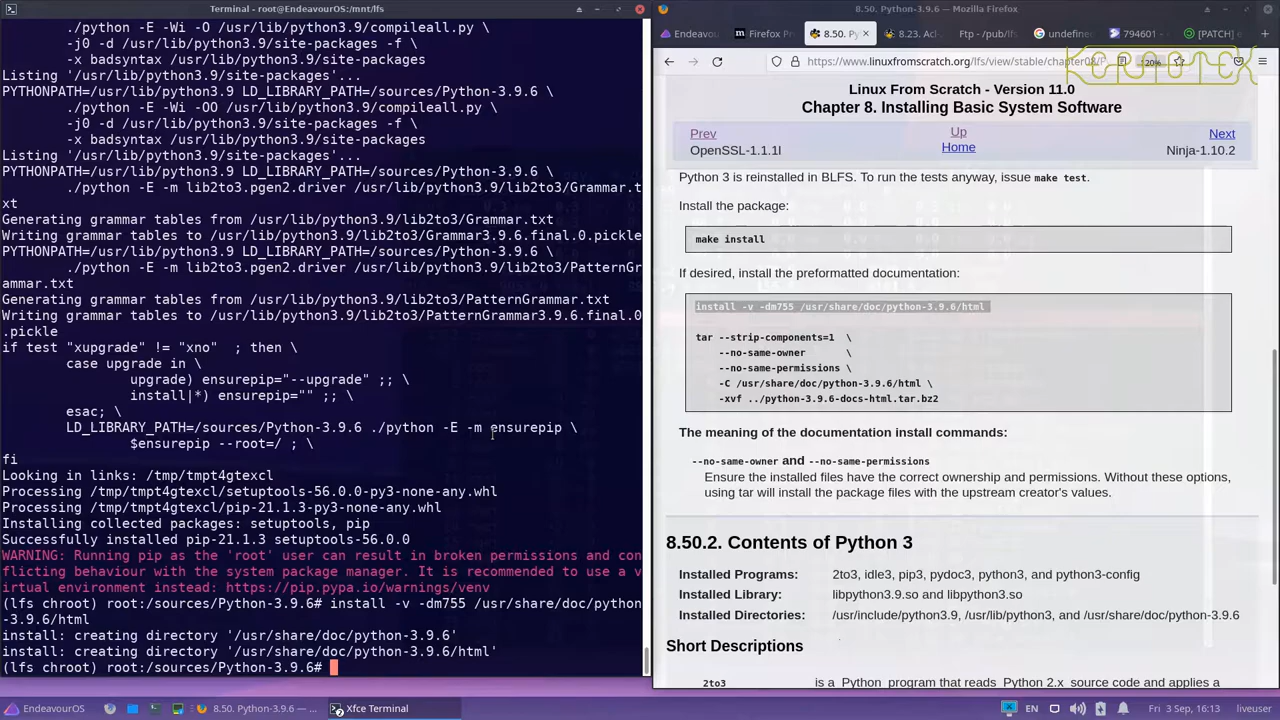 Terminal - root@EndeavourOS:/mnt/lfs
./python -E -Wi -O /usr/lib/python3.9/compileall.py \
-j0 -d /usr/lib/python3.9/site-packages -f \
-x badsyntax /usr/lib/python3.9/site-packages
Listing '/usr/lib/python3.9/site-packages'...
PYTHONPATH=/usr/lib/python3.9 LD_LIBRARY_PATH=/sources/Python-3.9.6 \
./python -E -Wi -OO /usr/lib/python3.9/compileall.py \
-j0 -d /usr/lib/python3.9/site-packages -f \
-x badsyntax /usr/lib/python3.9/site-packages
Listing '/usr/lib/python3.9/site-packages'...
PYTHONPATH=/usr/lib/python3.9 LD_LIBRARY_PATH=/sources/Python-3.9.6 \
./python -E -m lib2to3.pgen2.driver /usr/lib/python3.9/lib2to3/Grammar.t
xt
Generating grammar tables from /usr/lib/python3.9/lib2to3/Grammar.txt
Writing grammar tables to /usr/lib/python3.9/lib2to3/Grammar3.9.6.final.0.pickle
PYTHONPATH=/usr/lib/python3.9 LD_LIBRARY_PATH=/sources/Python-3.9.6 \
./python -E -m lib2to3.pgen2.driver /usr/lib/python3.9/lib2to3/PatternGr
ammar.txt
Generating grammar tables from /usr/lib/python3.9/lib2to3/PatternGrammar.txt
Writing grammar tables to /usr/lib/python3.9/lib2to3/PatternGrammar3.9.6.final.0
.pickle
if test "xupgrade" != "xno" ; then \
case upgrade in \
upgrade) ensurepip="--upgrade" ;; \
install|*) ensurepip="" ;; \
esac; \
LD_LIBRARY_PATH=/sources/Python-3.9.6 ./python -E -m ensurepip \
$ensurepip --root=/ ; \
fi
Looking in links: /tmp/tmpt4gtexcl
Processing /tmp/tmpt4gtexcl/setuptools-56.0.0-py3-none-any.whl
Processing /tmp/tmpt4gtexcl/pip-21.1.3-py3-none-any.whl
Installing collected packages: setuptools, pip
Successfully installed pip-21.1.3 setuptools-56.0.0
WARNING: Running pip as the 'root' user can result in broken permissions and con
flicting behaviour with the system package manager. It is recommended to use a v
irtual environment instead: https://pip.pypa.io/warnings/venv
(lfs chroot) root:/sources/Python-3.9.6# install -v -dm755 /usr/share/doc/python
-3.9.6/html
install: creating directory '/usr/share/doc/python-3.9.6'
install: creating directory '/usr/share/doc/python-3.9.6/html'
(lfs chroot) root:/sources/Python-3.9.6#
8.50. Python-3.9.6 — Mozilla Firefox
Endeavour
Firefox Pr
8.50. Py
8.23. Ac
Ftp - /pub/lfs
undefine
794601 -
[PATCH]
https://www.linuxfromscratch.org/lfs/view/stable/chapter08/P
120%
Linux From Scratch - Version 11.0
Chapter 8. Installing Basic System Software
Prev
Up
Next
OpenSSL-1.1.1l
Home
Ninja-1.10.2
Python 3 is reinstalled in BLFS. To run the tests anyway, issue make test.
Install the package:
make install
If desired, install the preformatted documentation:
install -v -dm755 /usr/share/doc/python-3.9.6/html
tar --strip-components=1 \
--no-same-owner \
--no-same-permissions \
-C /usr/share/doc/python-3.9.6/html \
-xvf ../python-3.9.6-docs-html.tar.bz2
The meaning of the documentation install commands:
--no-same-owner and --no-same-permissions
Ensure the installed files have the correct ownership and permissions. Without these options,
using tar will install the package files with the upstream creator's values.
8.50.2. Contents of Python 3
Installed Programs: 2to3, idle3, pip3, pydoc3, python3, and python3-config
Installed Library: libpython3.9.so and libpython3.so
Installed Directories: /usr/include/python3.9, /usr/lib/python3, and /usr/share/doc/python-3.9.6
Short Descriptions
2to3 is a Python program that reads Python 2.x source code and applies a
EndeavourOS
8.50. Python-3.9.6 — ...
Xfce Terminal
EN
Fri 3 Sep, 16:13
liveuser